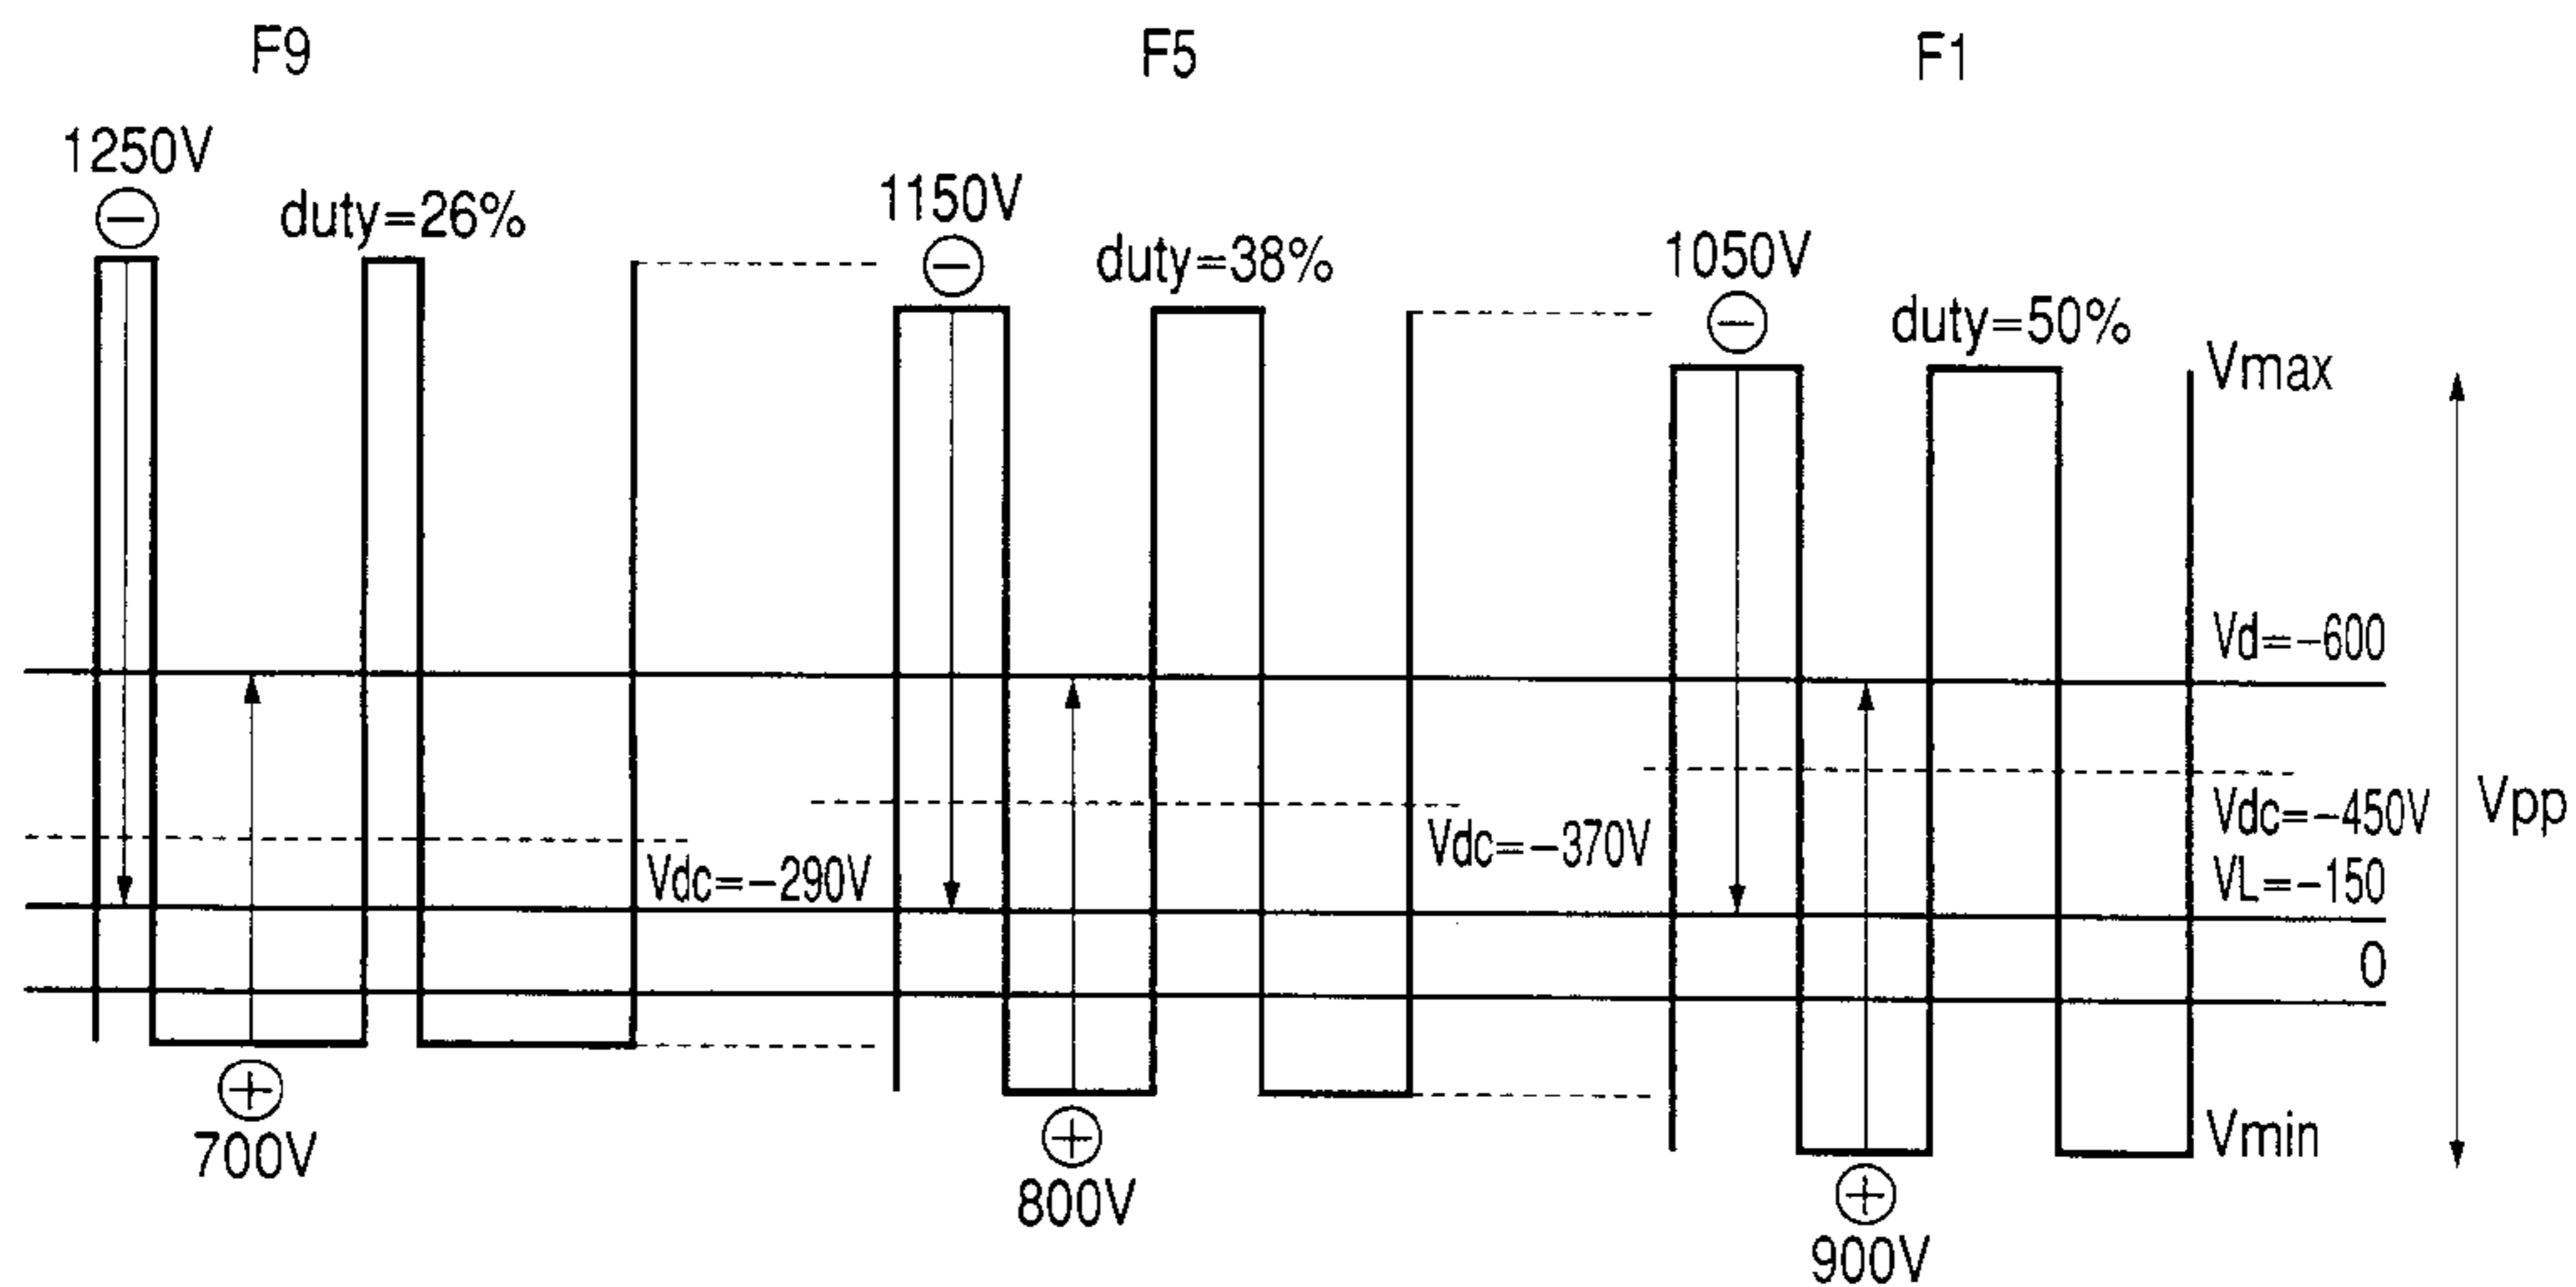 F9
F5
F1
1250V
⊖
duty=26%
1150V
⊖
duty=38%
1050V
⊖
duty=50%
Vmax
Vd=−600
Vdc=−290V
Vdc=−370V
Vdc=−450V
Vpp
VL=−150
0
Vmin
⊕
700V
⊕
800V
⊕
900V